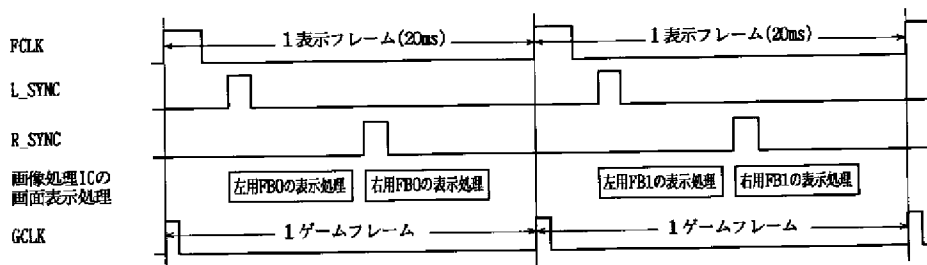 FCLK
1表示フレーム(20ms)
1表示フレーム(20ms)
L_SYNC
R_SYNC
画像処理ICの
画面表示処理
左用FB0の表示処理
右用FB0の表示処理
左用FB1の表示処理
右用FB1の表示処理
GCLK
1ゲームフレーム
1ゲームフレーム